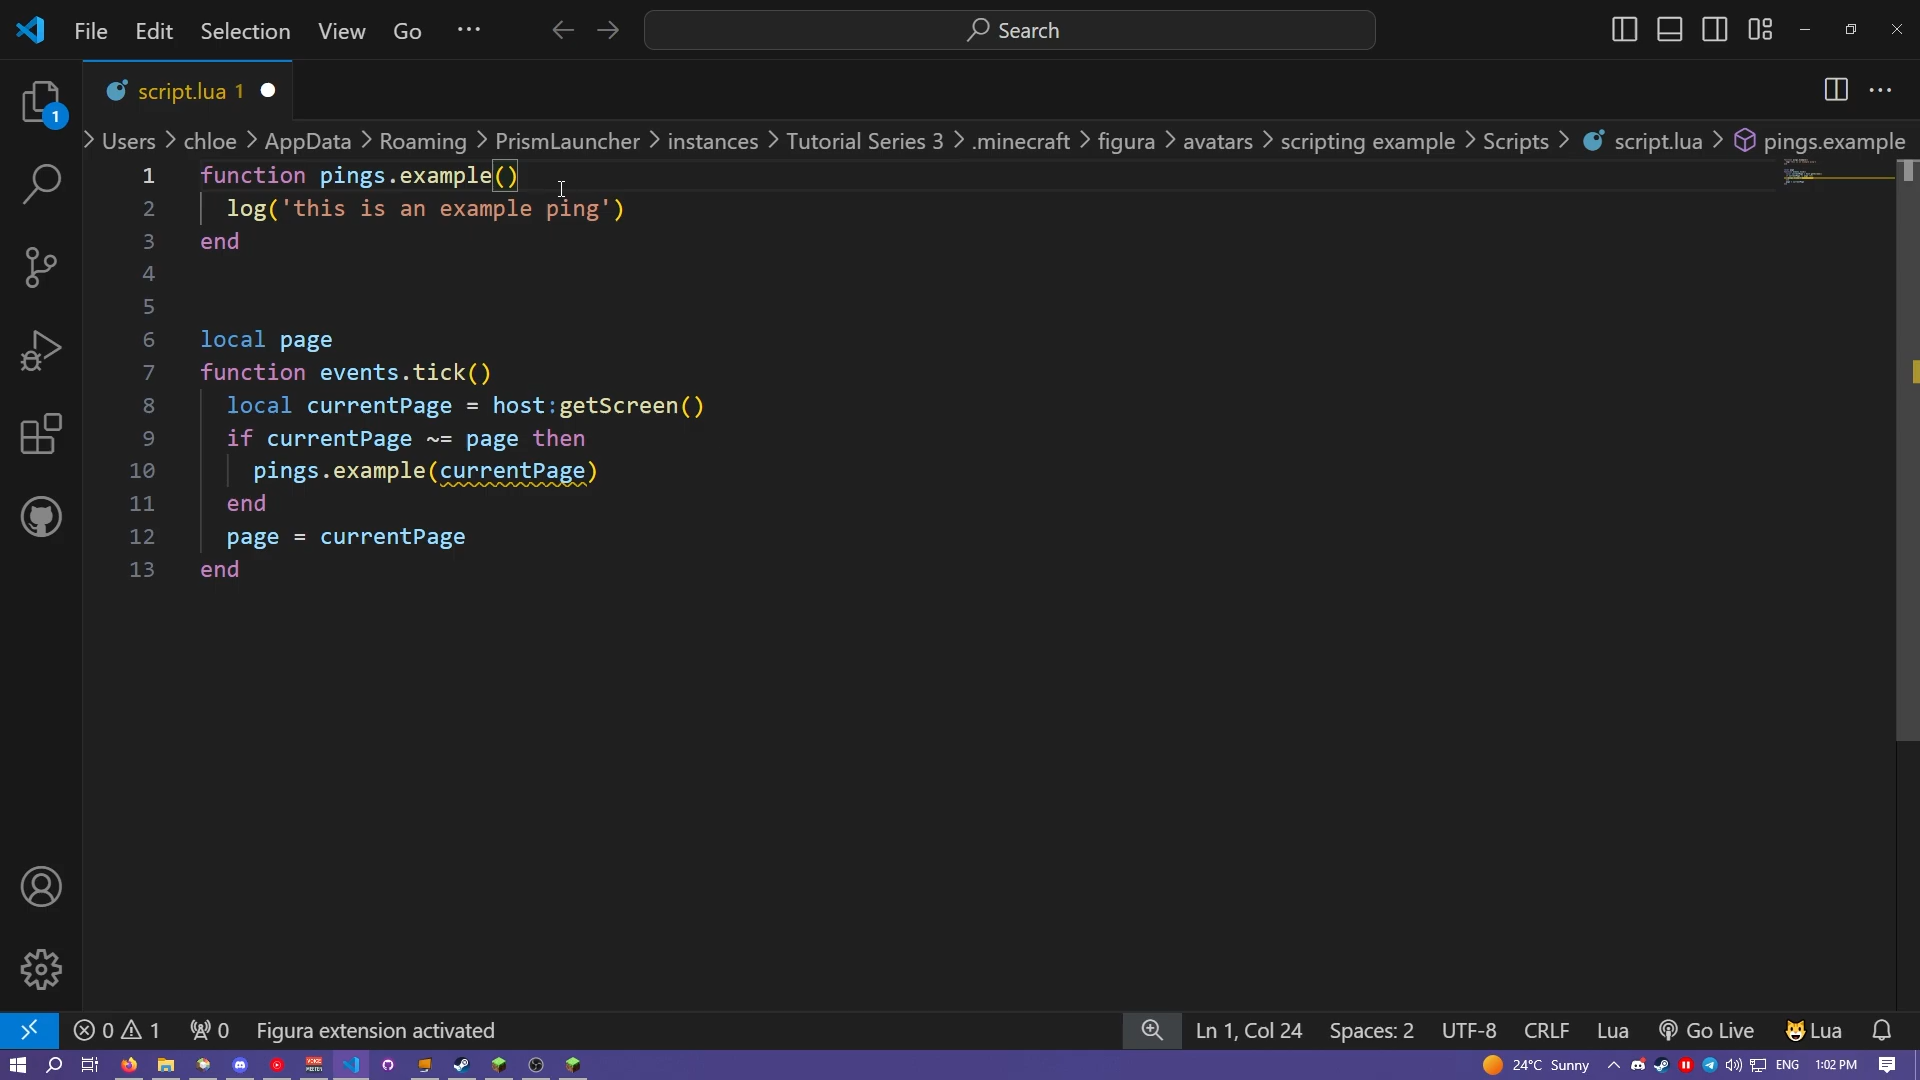 File Edit Selection View Go ··· Search
script.lua 1
Users > chloe > AppData > Roaming > PrismLauncher > instances > Tutorial Series 3 > .minecraft > figura > avatars > scripting example > Scripts > script.lua > pings.example
1 function pings.example()
2 log('this is an example ping')
3 end
4
5
6 local page
7 function events.tick()
8 local currentPage = host:getScreen()
9 if currentPage ~= page then
10 pings.example(currentPage)
11 end
12 page = currentPage
13 end
1
0 1 0 Figura extension activated Ln 1, Col 24 Spaces: 2 UTF-8 CRLF Lua Go Live Lua
24°C Sunny ENG 1:02 PM